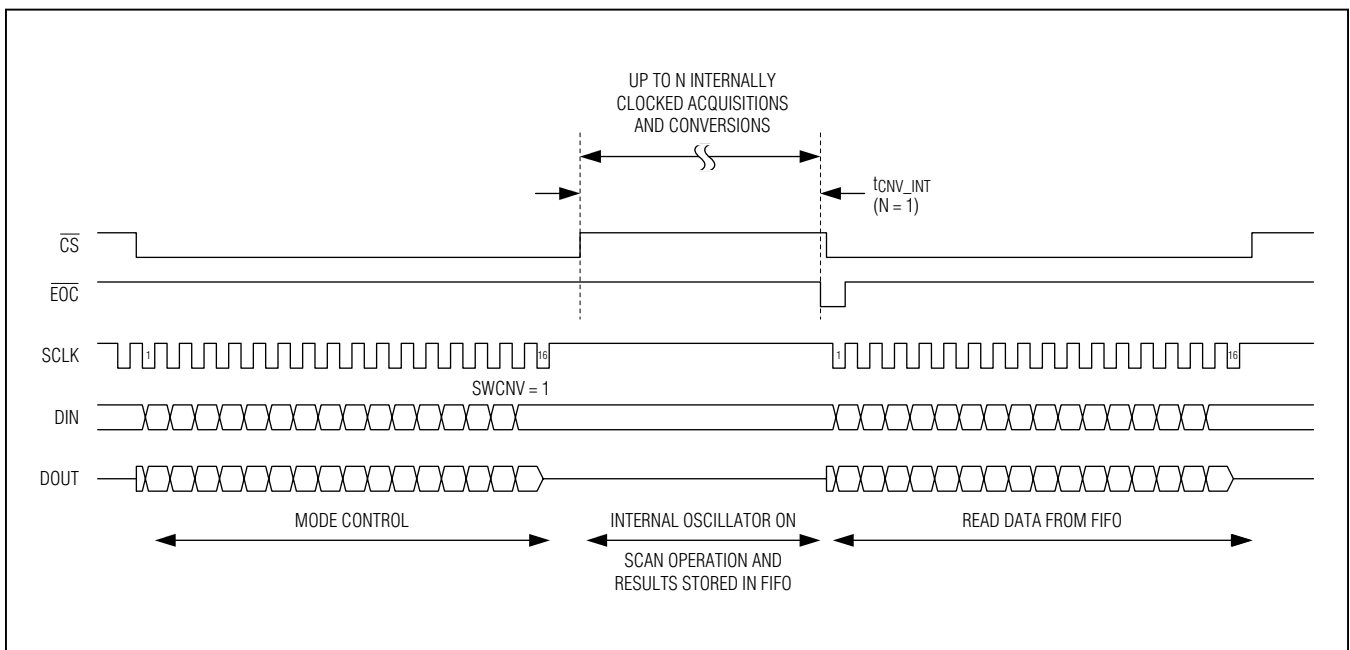 UP TO N INTERNALLY
CLOCKED ACQUISITIONS
AND CONVERSIONS
tCNV_INT
(N = 1)
CS
EOC
SCLK
1
16
1
16
SWCNV = 1
DIN
DOUT
MODE CONTROL
INTERNAL OSCILLATOR ON
READ DATA FROM FIFO
SCAN OPERATION AND
RESULTS STORED IN FIFO